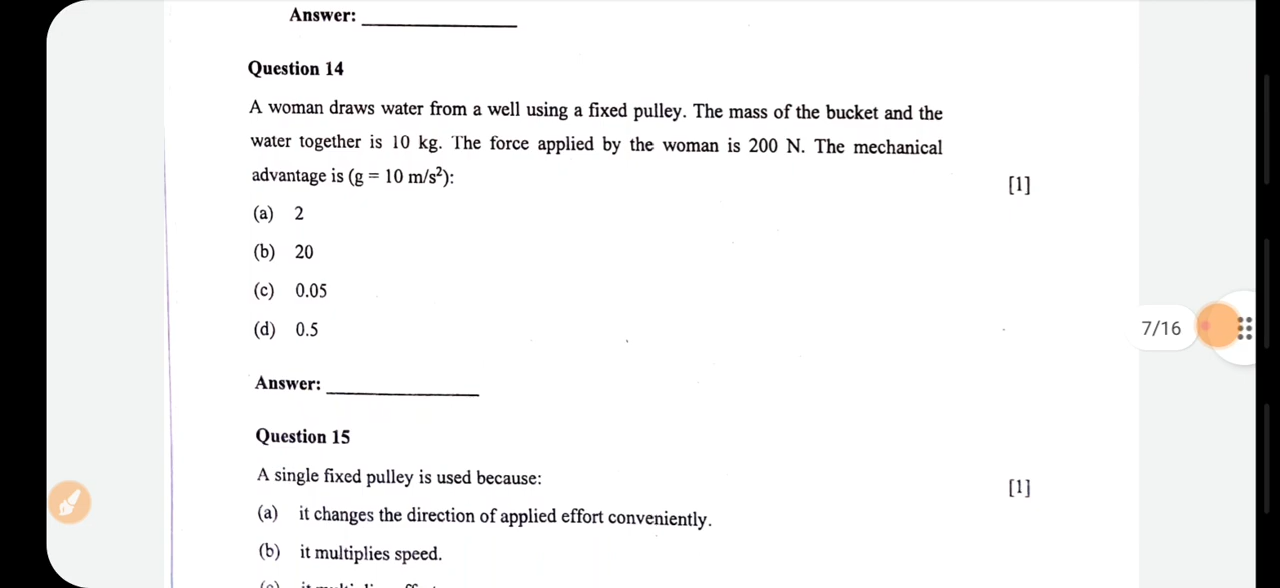 Answer:
Question 14
A woman draws water from a well using a fixed pulley. The mass of the bucket and the
water together is 10 kg. The force applied by the woman is 200 N. The mechanical
advantage is (g = 10 m/s²):
[1]
(a) 2
(b) 20
(c) 0.05
(d) 0.5
7/16
Answer:
Question 15
A single fixed pulley is used because:
[1]
(a) it changes the direction of applied effort conveniently.
(b) it multiplies speed.